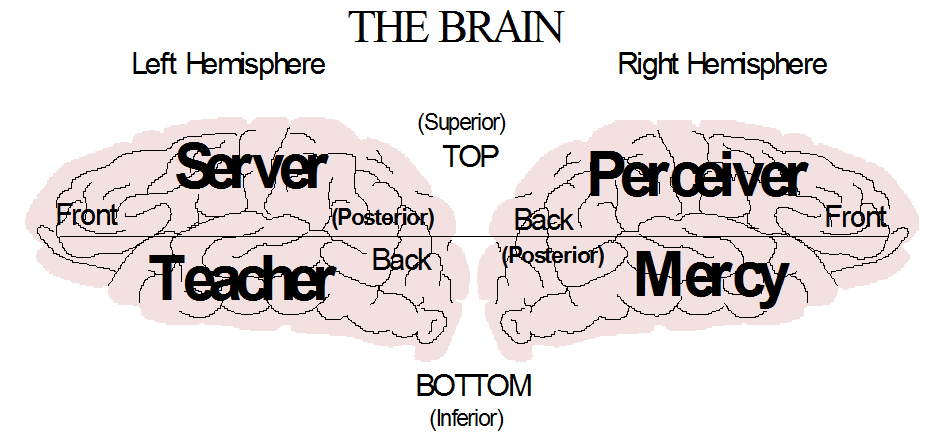 THE BRAIN
Left Hemisphere
Right Hemisphere
(Superior)
TOP
Server
Perceiver
Front
(Posterior)
Back
Front
Back
(Posterior)
Teacher
Mercy
BOTTOM
(Inferior)